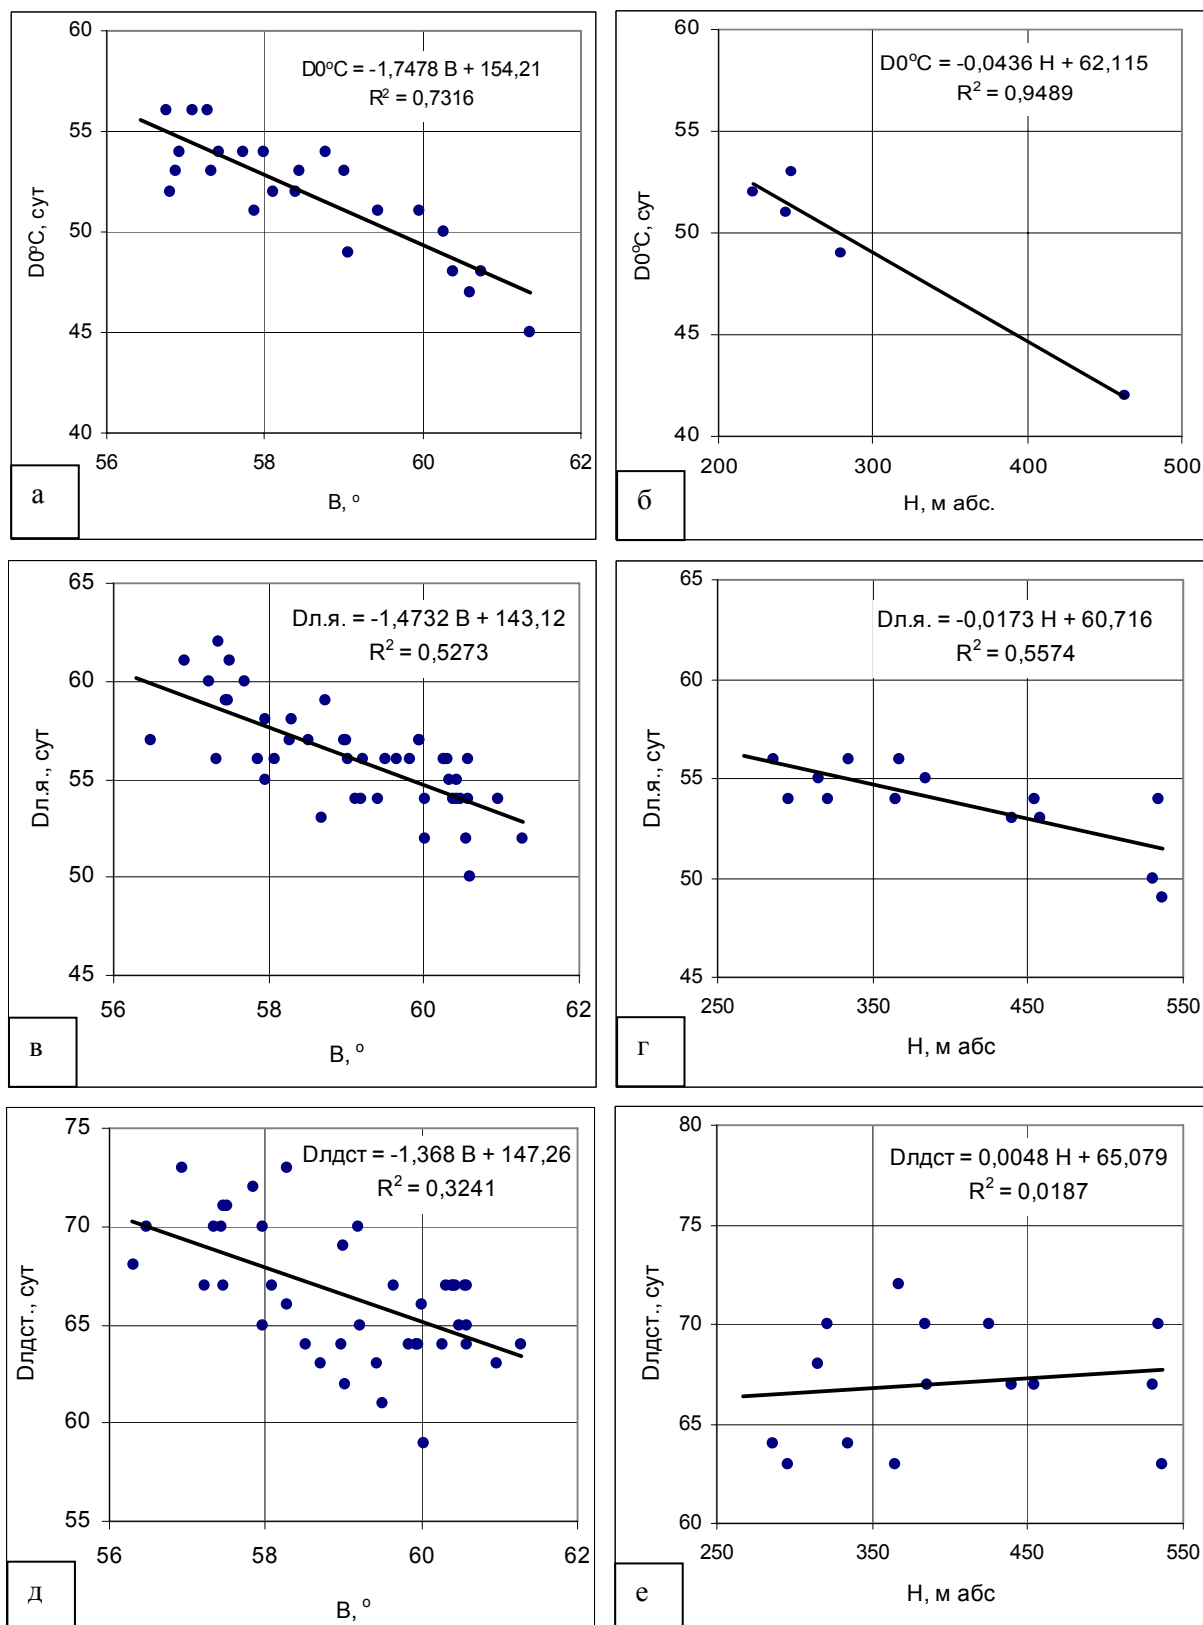 60
55
50
45
40
D0°C, сут
D0°C = -1,7478 B + 154,21
R² = 0,7316
56
58
60
62
B, °
а
60
55
50
45
40
D0°C, сут
D0°C = -0,0436 H + 62,115
R² = 0,9489
200
300
400
500
H, м абс.
б
65
60
55
50
45
Dл.я., сут
Dл.я. = -1,4732 B + 143,12
R² = 0,5273
56
58
60
62
B, °
в
65
60
55
50
45
Dл.я., сут
Dл.я. = -0,0173 H + 60,716
R² = 0,5574
250
350
450
550
H, м абс
г
75
70
65
60
55
Dлдст., сут
Dлдст = -1,368 B + 147,26
R² = 0,3241
56
58
60
62
B, °
д
80
75
70
65
60
Dлдст., сут
Dлдст = 0,0048 H + 65,079
R² = 0,0187
250
350
450
550
H, м абс
е